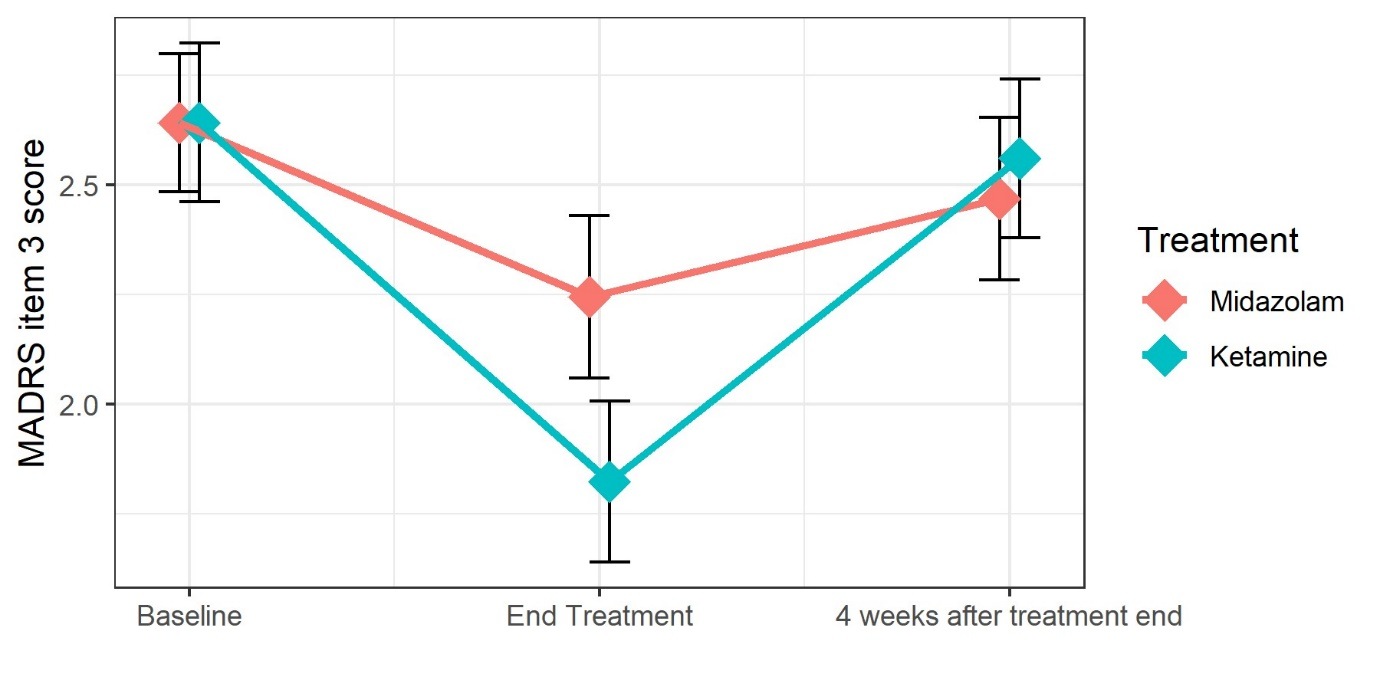 MADRS item 3 score
2.5
2.0
Baseline
End Treatment
4 weeks after treatment end
Treatment
Midazolam
Ketamine